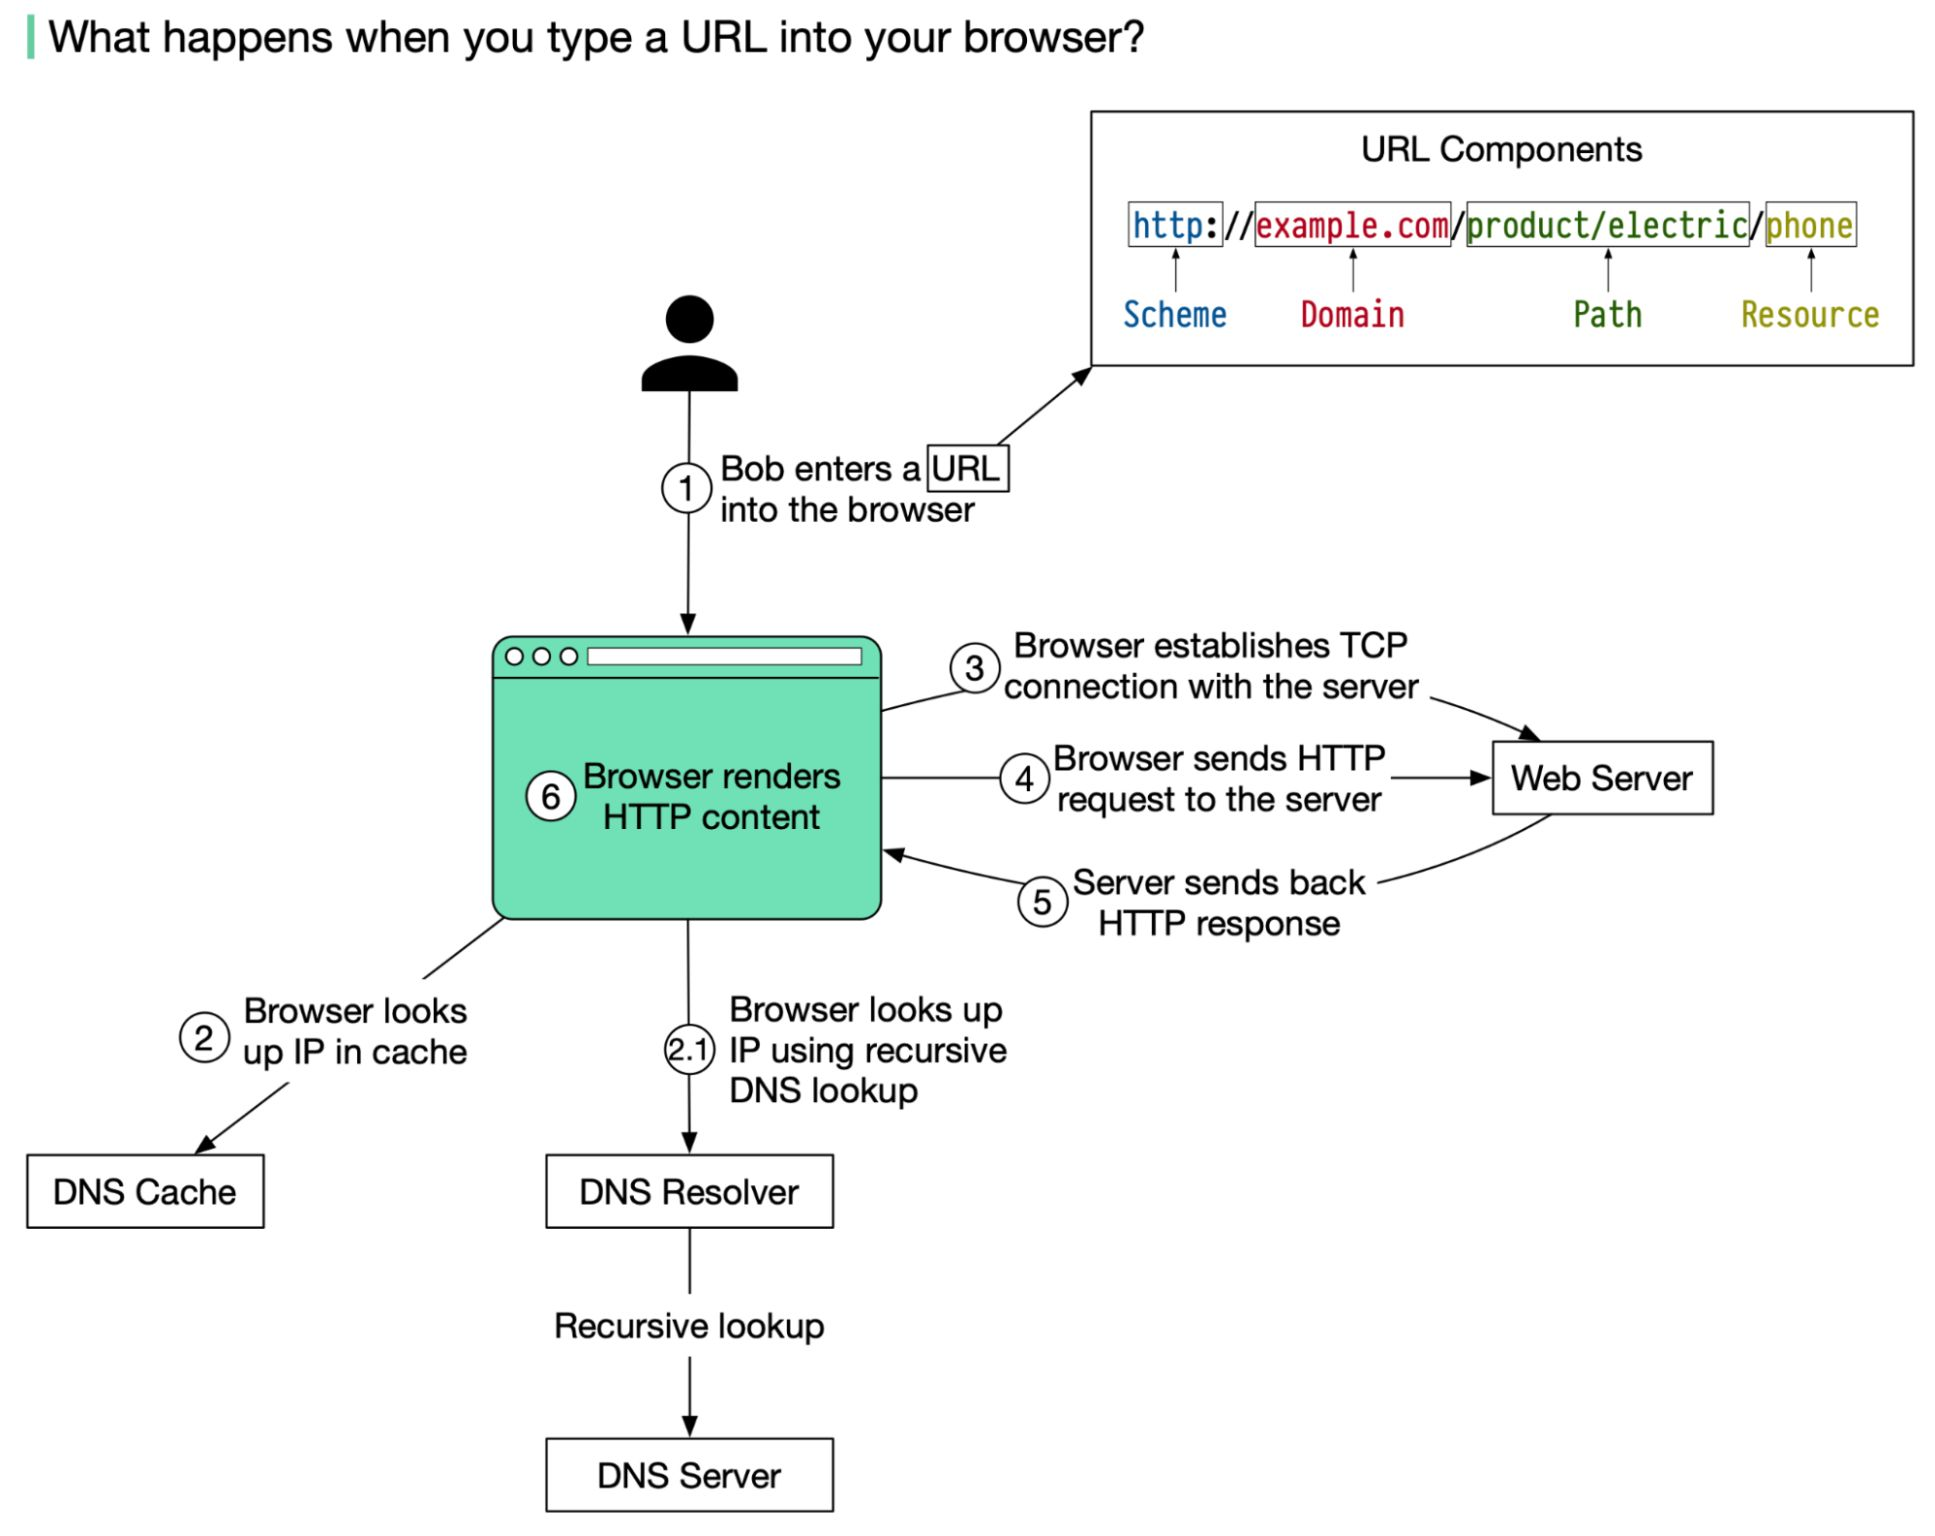 What happens when you type a URL into your browser?
URL Components
http://example.com/product/electric/phone
Scheme Domain Path Resource
1 Bob enters a URL
into the browser
3 Browser establishes TCP
connection with the server
4 Browser sends HTTP
request to the server
Web Server
6 Browser renders
HTTP content
5 Server sends back
HTTP response
2 Browser looks
up IP in cache
2.1 Browser looks up
IP using recursive
DNS lookup
DNS Cache
DNS Resolver
Recursive lookup
DNS Server